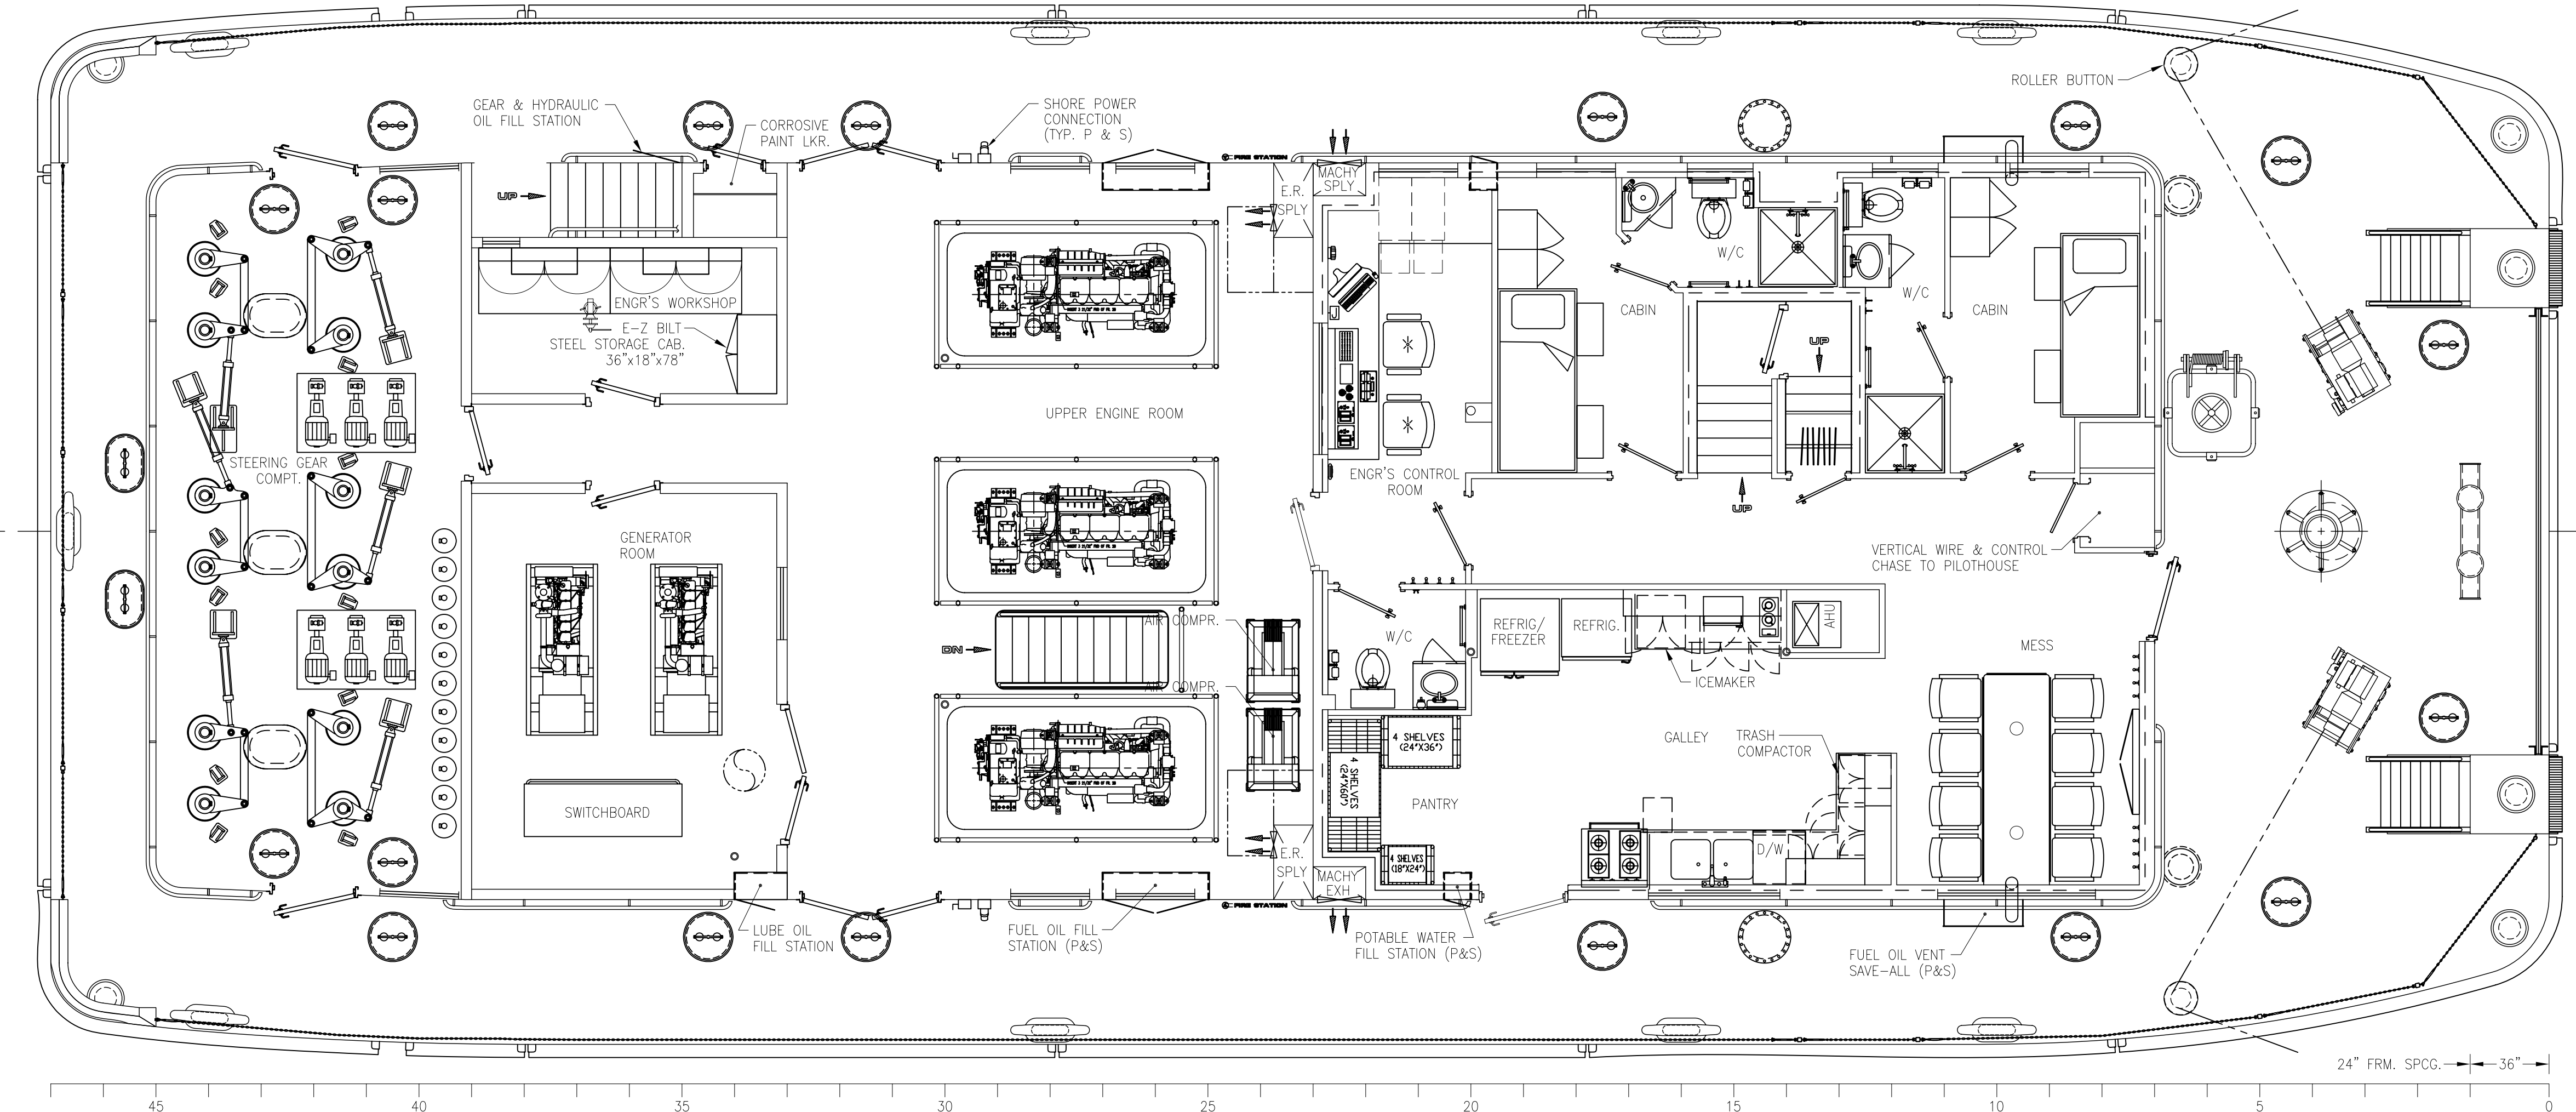 ROLLER BUTTON
GEAR & HYDRAULIC
OIL FILL STATION
CORROSIVE
PAINT LKR.
SHORE POWER
CONNECTION
(TYP. P & S)
FIRE STATION
MACHY
SPLY
E.R.
SPLY
UP
ENGR'S WORKSHOP
E-Z BILT
STEEL STORAGE CAB.
36"x18"x78"
W/C
W/C
CABIN
CABIN
UP
UPPER ENGINE ROOM
STEERING GEAR
COMPT.
ENGR'S CONTROL
ROOM
UP
GENERATOR
ROOM
VERTICAL WIRE & CONTROL
CHASE TO PILOTHOUSE
AIR COMPR.
W/C
REFRIG/
FREEZER
REFRIG.
AHU
MESS
DN
AIR COMPR.
ICEMAKER
4 SHELVES
(24"X36")
GALLEY
TRASH
COMPACTOR
4 SHELVES
(24"X60")
PANTRY
SWITCHBOARD
D/W
E.R.
SPLY
4 SHELVES
(18"X24")
MACHY
EXH
FIRE STATION
LUBE OIL
FILL STATION
FUEL OIL FILL
STATION (P&S)
POTABLE WATER
FILL STATION (P&S)
FUEL OIL VENT
SAVE-ALL (P&S)
24" FRM. SPCG.
36"
45 40 35 30 25 20 15 10 5 0